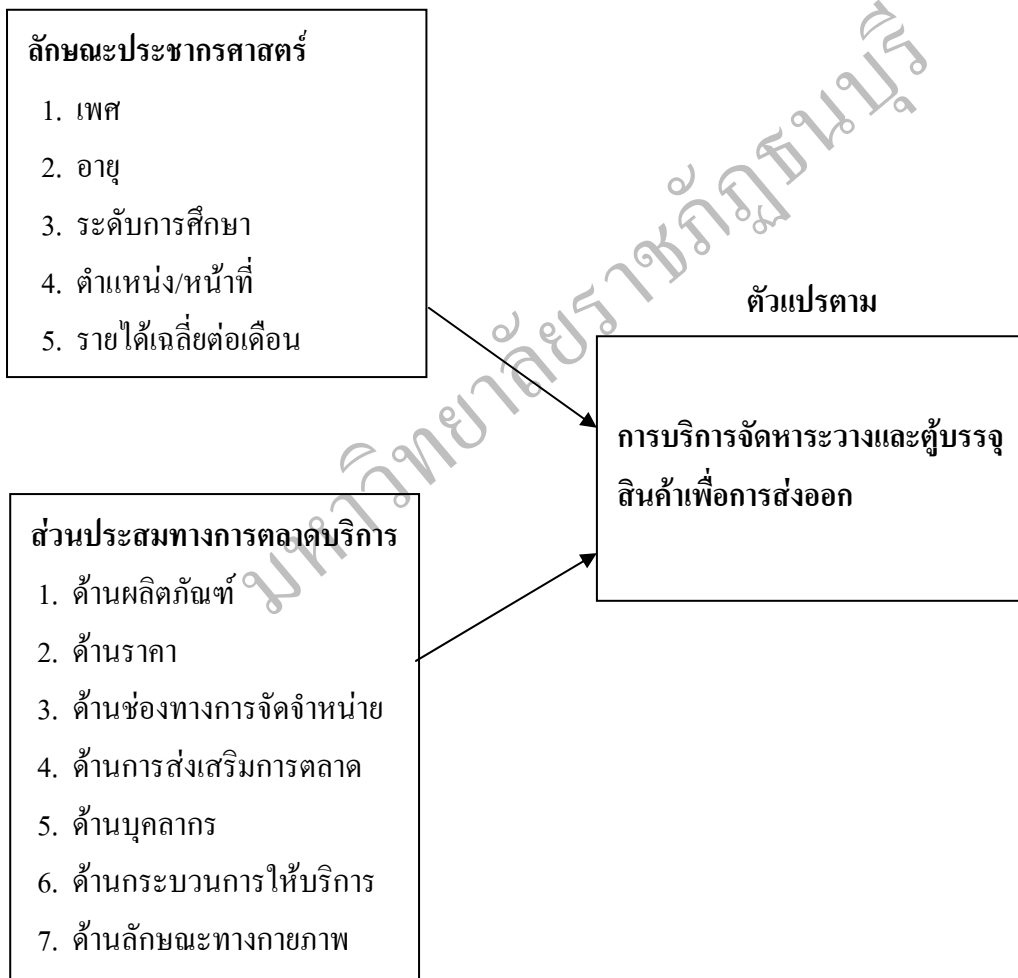 ลักษณะประชากรศาสตร์
1. เพศ
2. อายุ
3. ระดับการศึกษา
4. ตำแหน่ง/หน้าที่
5. รายได้เฉลี่ยต่อเดือน
ตัวแปรตาม
การบริการจัดหาระวางและตู้บรรจุ
สินค้าเพื่อการส่งออก
ส่วนประสมทางการตลาดบริการ
1. ด้านผลิตภัณฑ์
2. ด้านราคา
3. ด้านช่องทางการจัดจำหน่าย
4. ด้านการส่งเสริมการตลาด
5. ด้านบุคลากร
6. ด้านกระบวนการให้บริการ
7. ด้านลักษณะทางกายภาพ
มหาวิทยาลัยราชภัฏธนบุรี